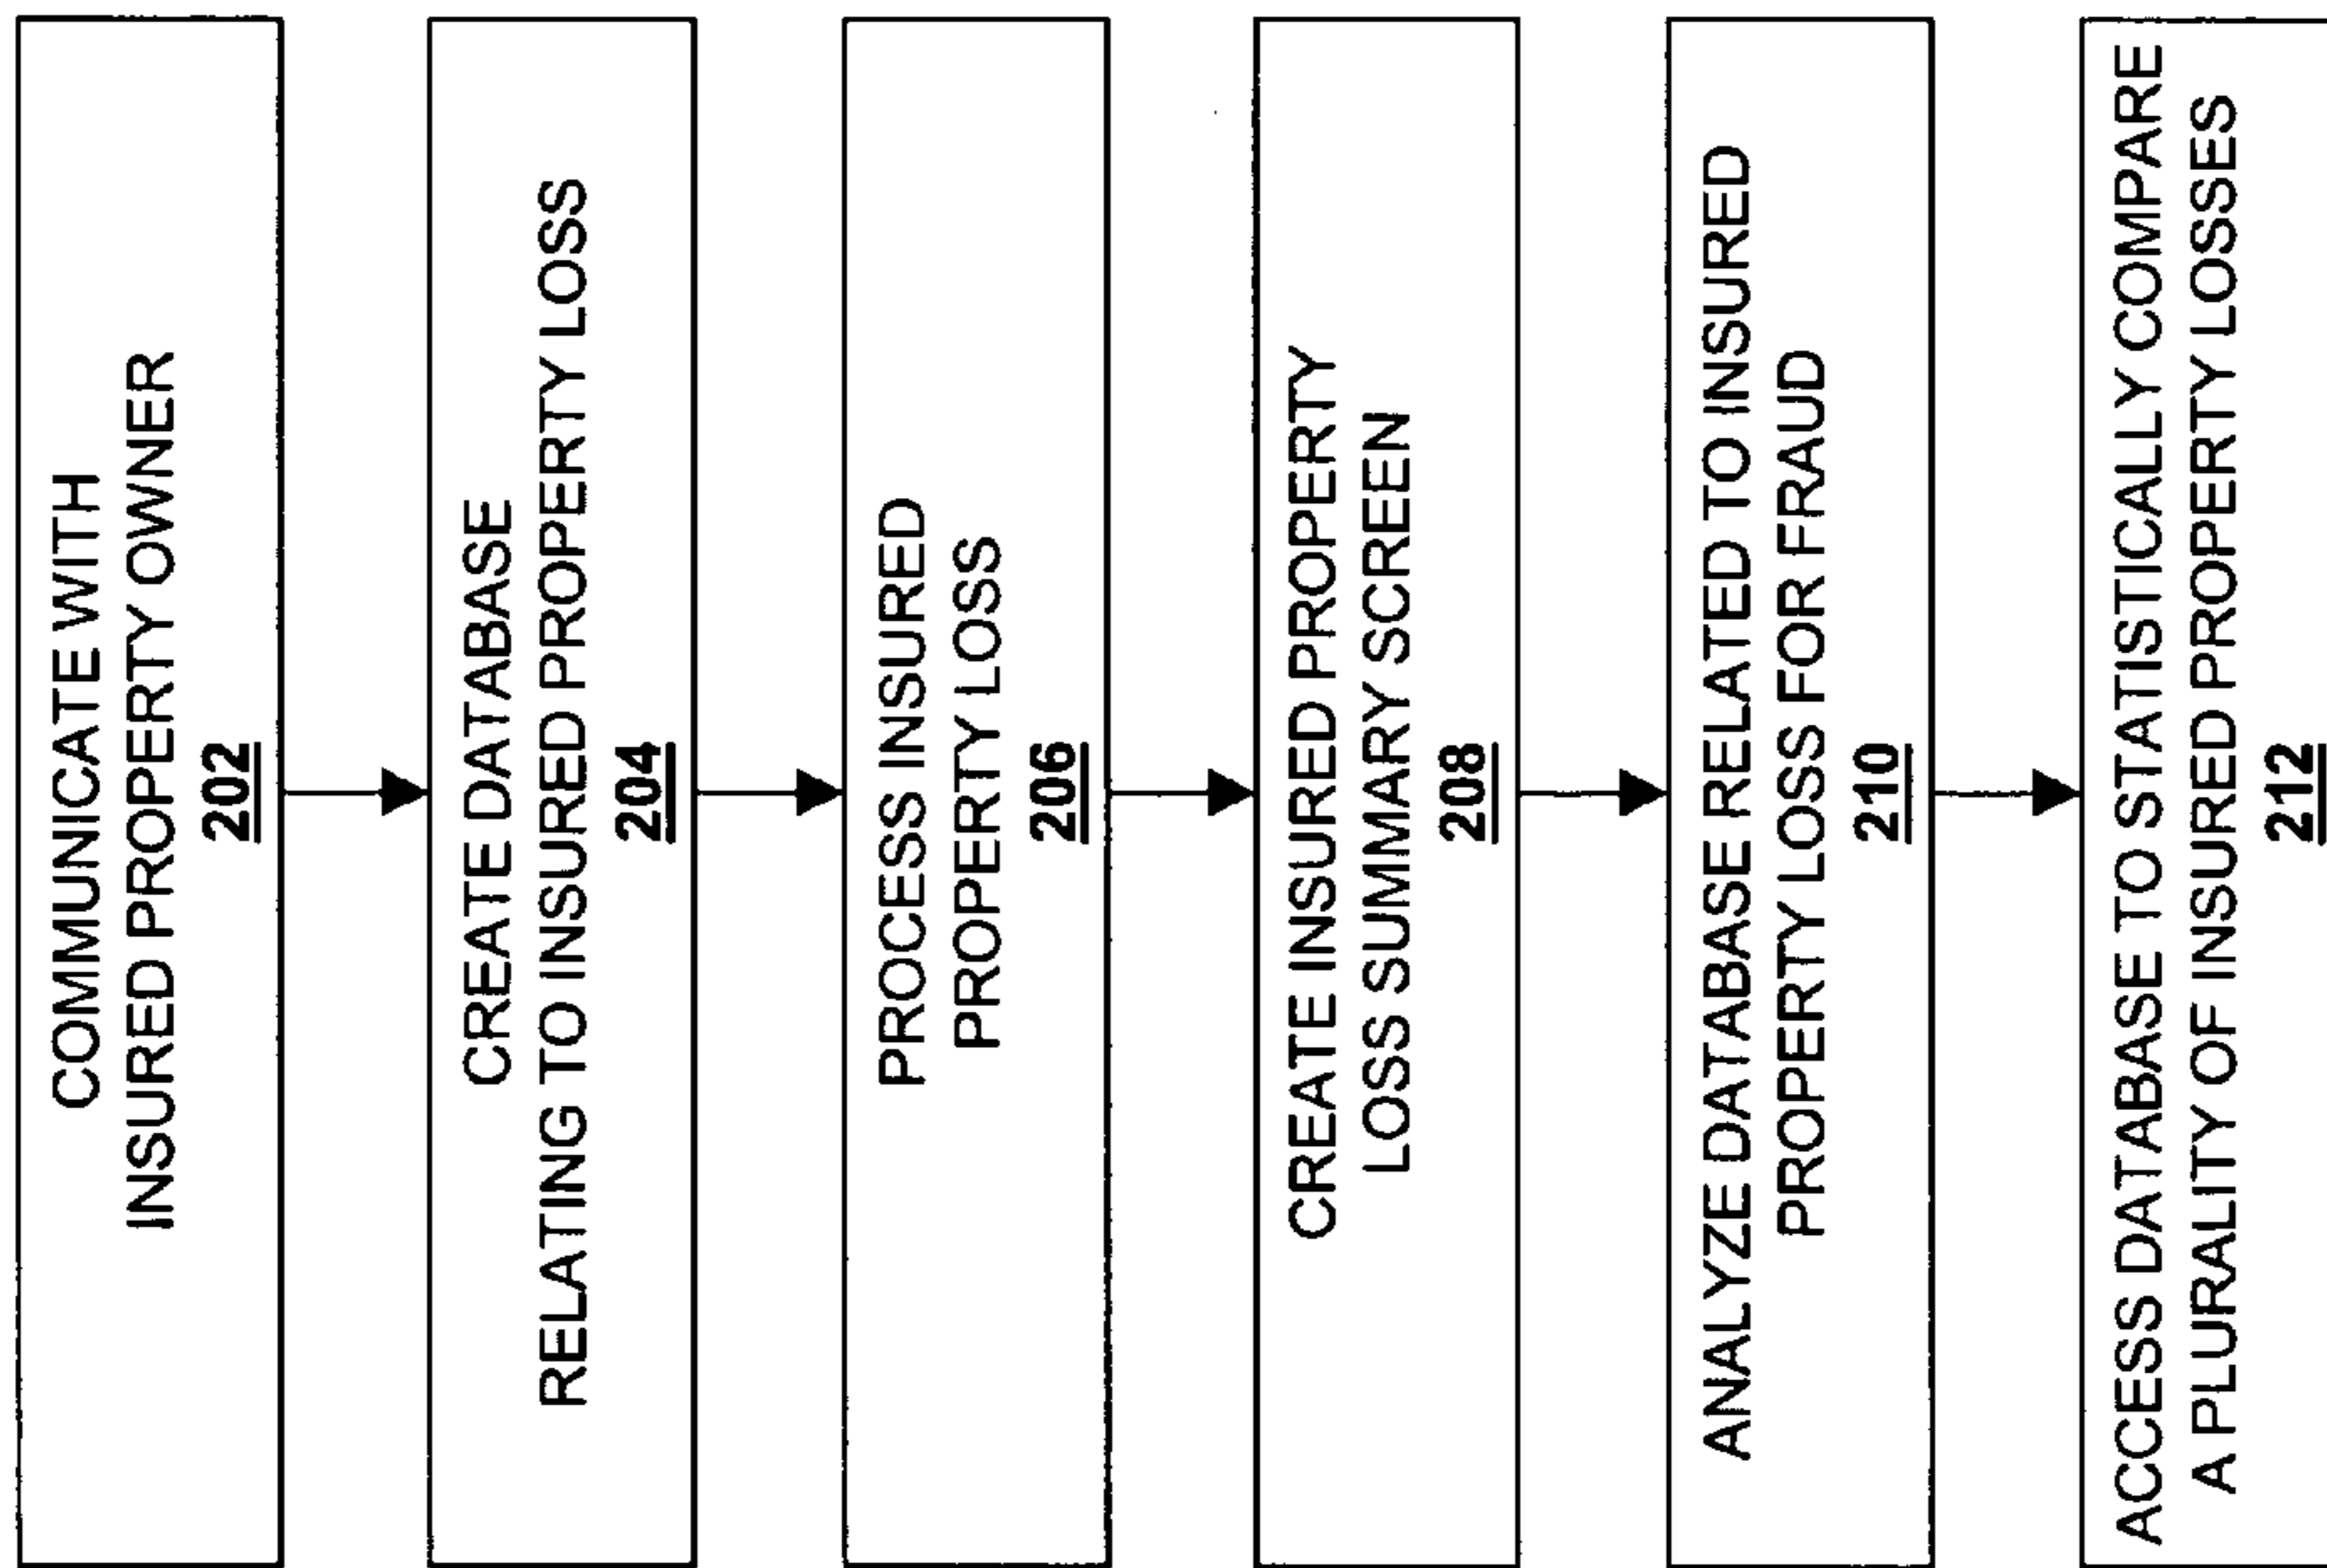 COMMUNICATE WITH
INSURED PROPERTY OWNER
202
CREATE DATABASE
RELATING TO INSURED PROPERTY LOSS
204
PROCESS INSURED
PROPERTY LOSS
206
CREATE INSURED PROPERTY
LOSS SUMMARY SCREEN
208
ANALYZE DATABASE RELATED TO INSURED
PROPERTY LOSS FOR FRAUD
210
ACCESS DATABASE TO STATISTICALLY COMPARE
A PLURALITY OF INSURED PROPERTY LOSSES
212